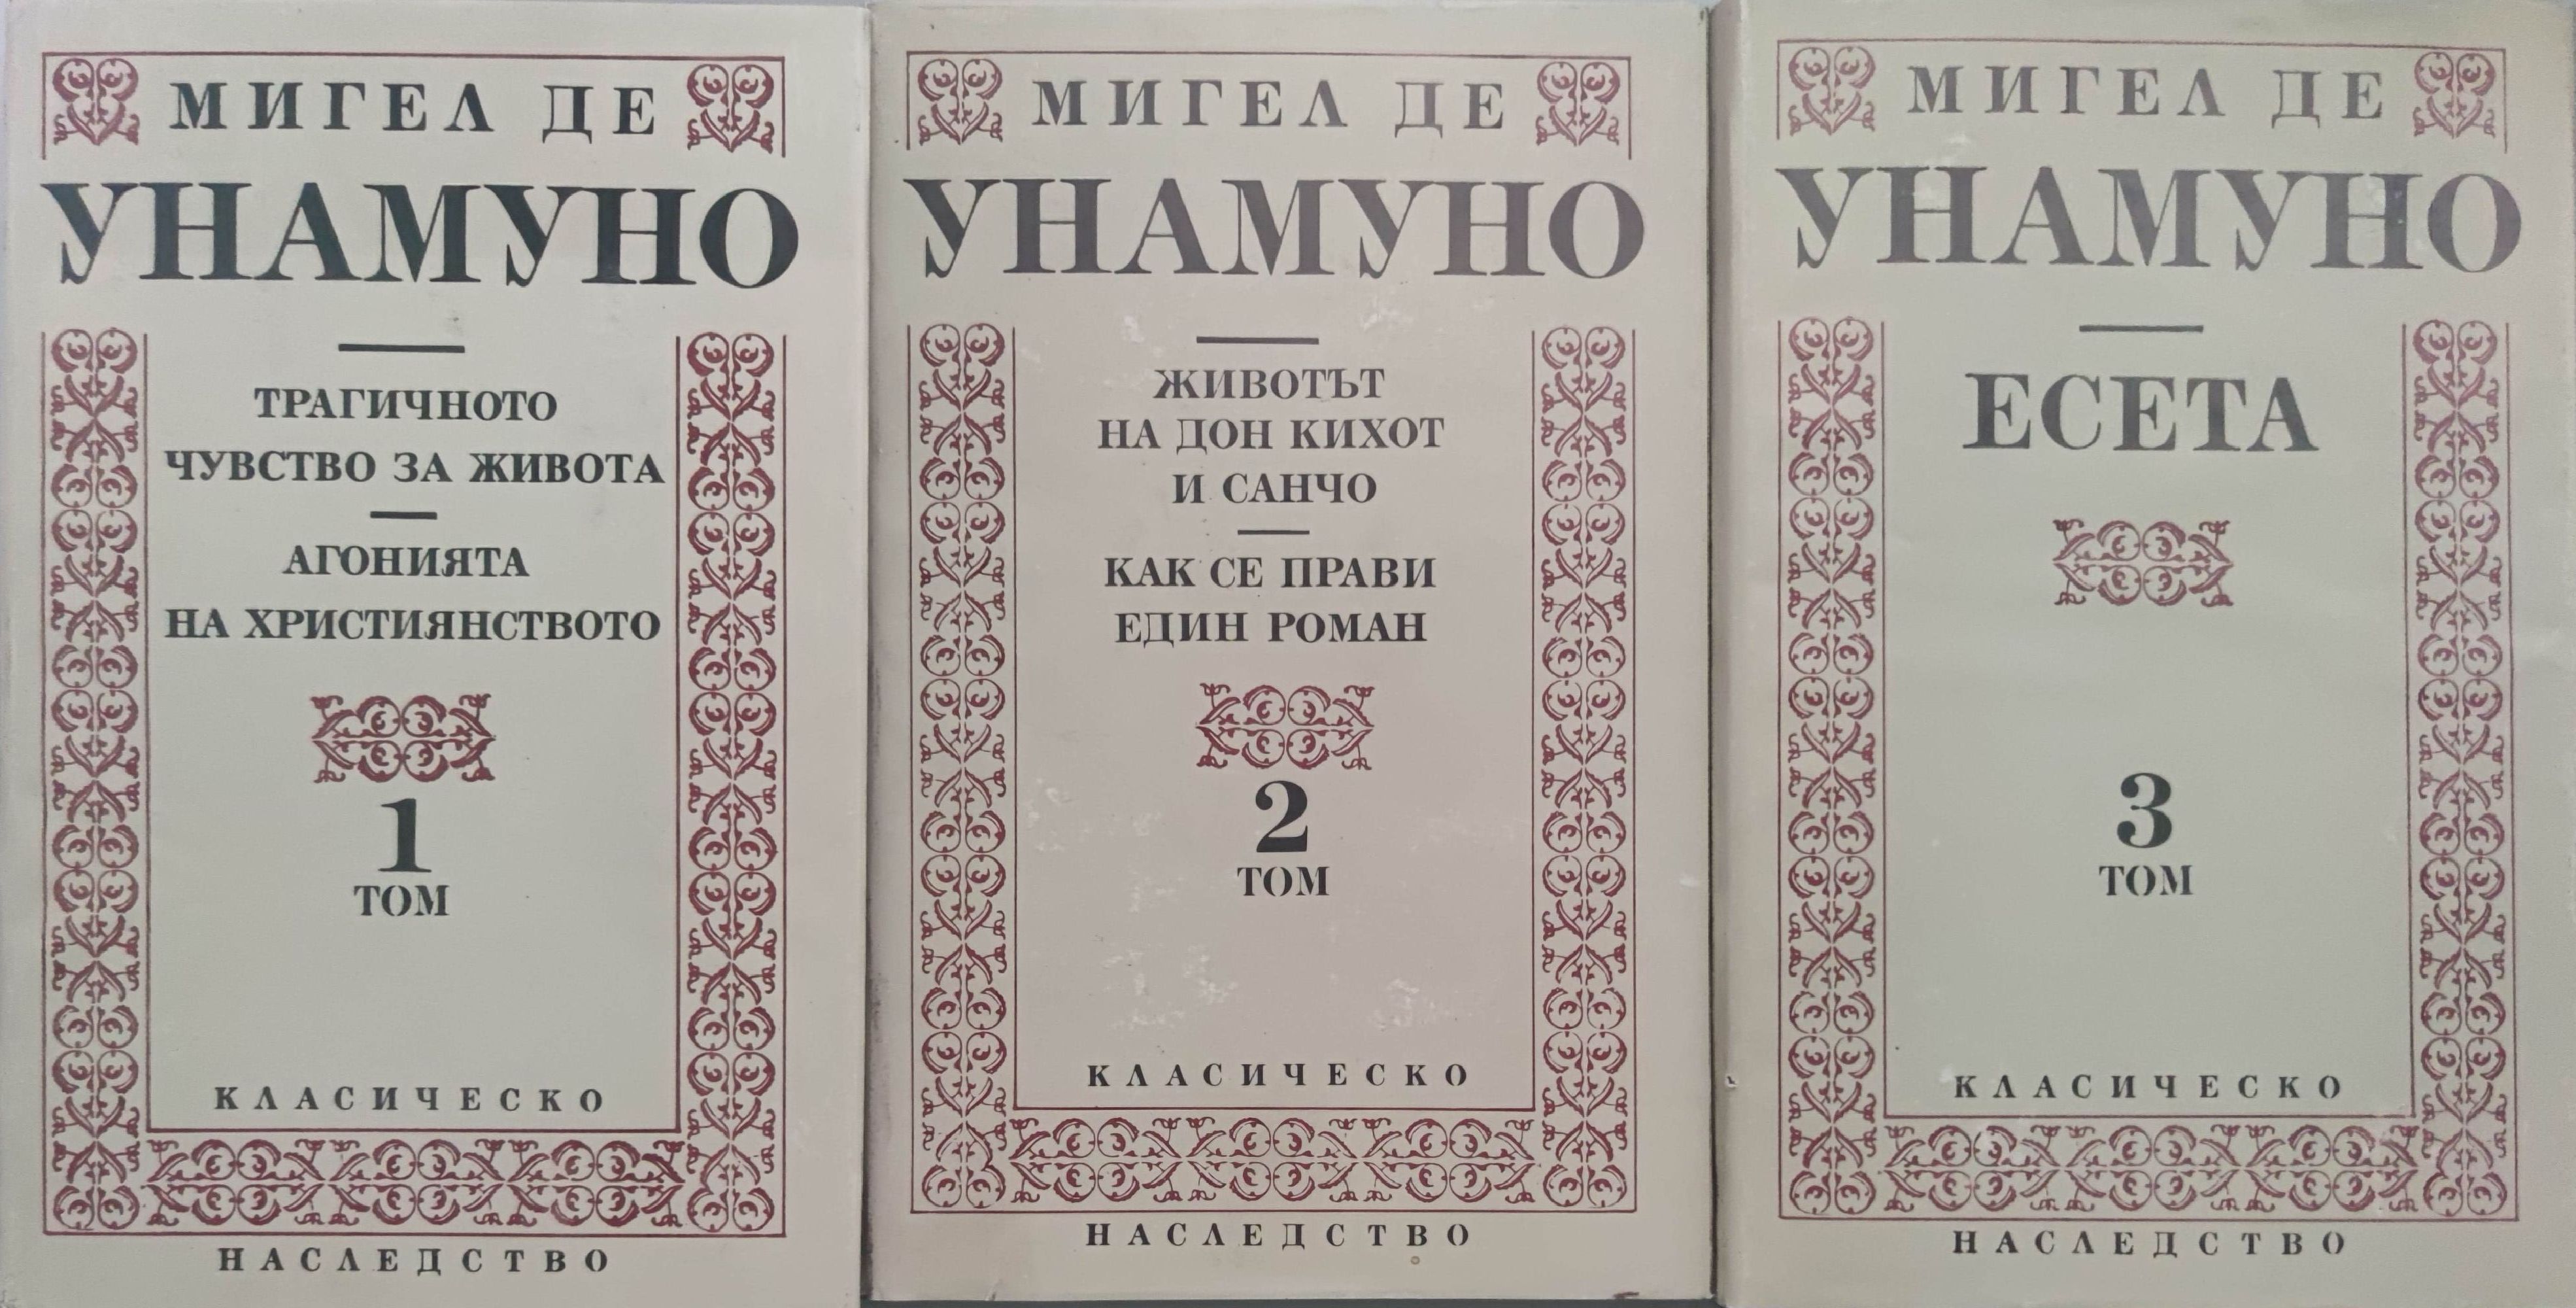 МИГЕЛ ДЕ
УНАМУНО
ТРАГИЧНОТО
ЧУВСТВО ЗА ЖИВОТА
АГОНИЯТА
НА ХРИСТИЯНСТВОТО
1
ТОМ
КЛАСИЧЕСКО
НАСЛЕДСТВО
МИГЕЛ ДЕ
УНАМУНО
ЖИВОТЪТ
НА ДОН КИХОТ
И САНЧО
КАК СЕ ПРАВИ
ЕДИН РОМАН
2
ТОМ
КЛАСИЧЕСКО
НАСЛЕДСТВО
МИГЕЛ ДЕ
УНАМУНО
ЕСЕТА
3
ТОМ
КЛАСИЧЕСКО
НАСЛЕДСТВО